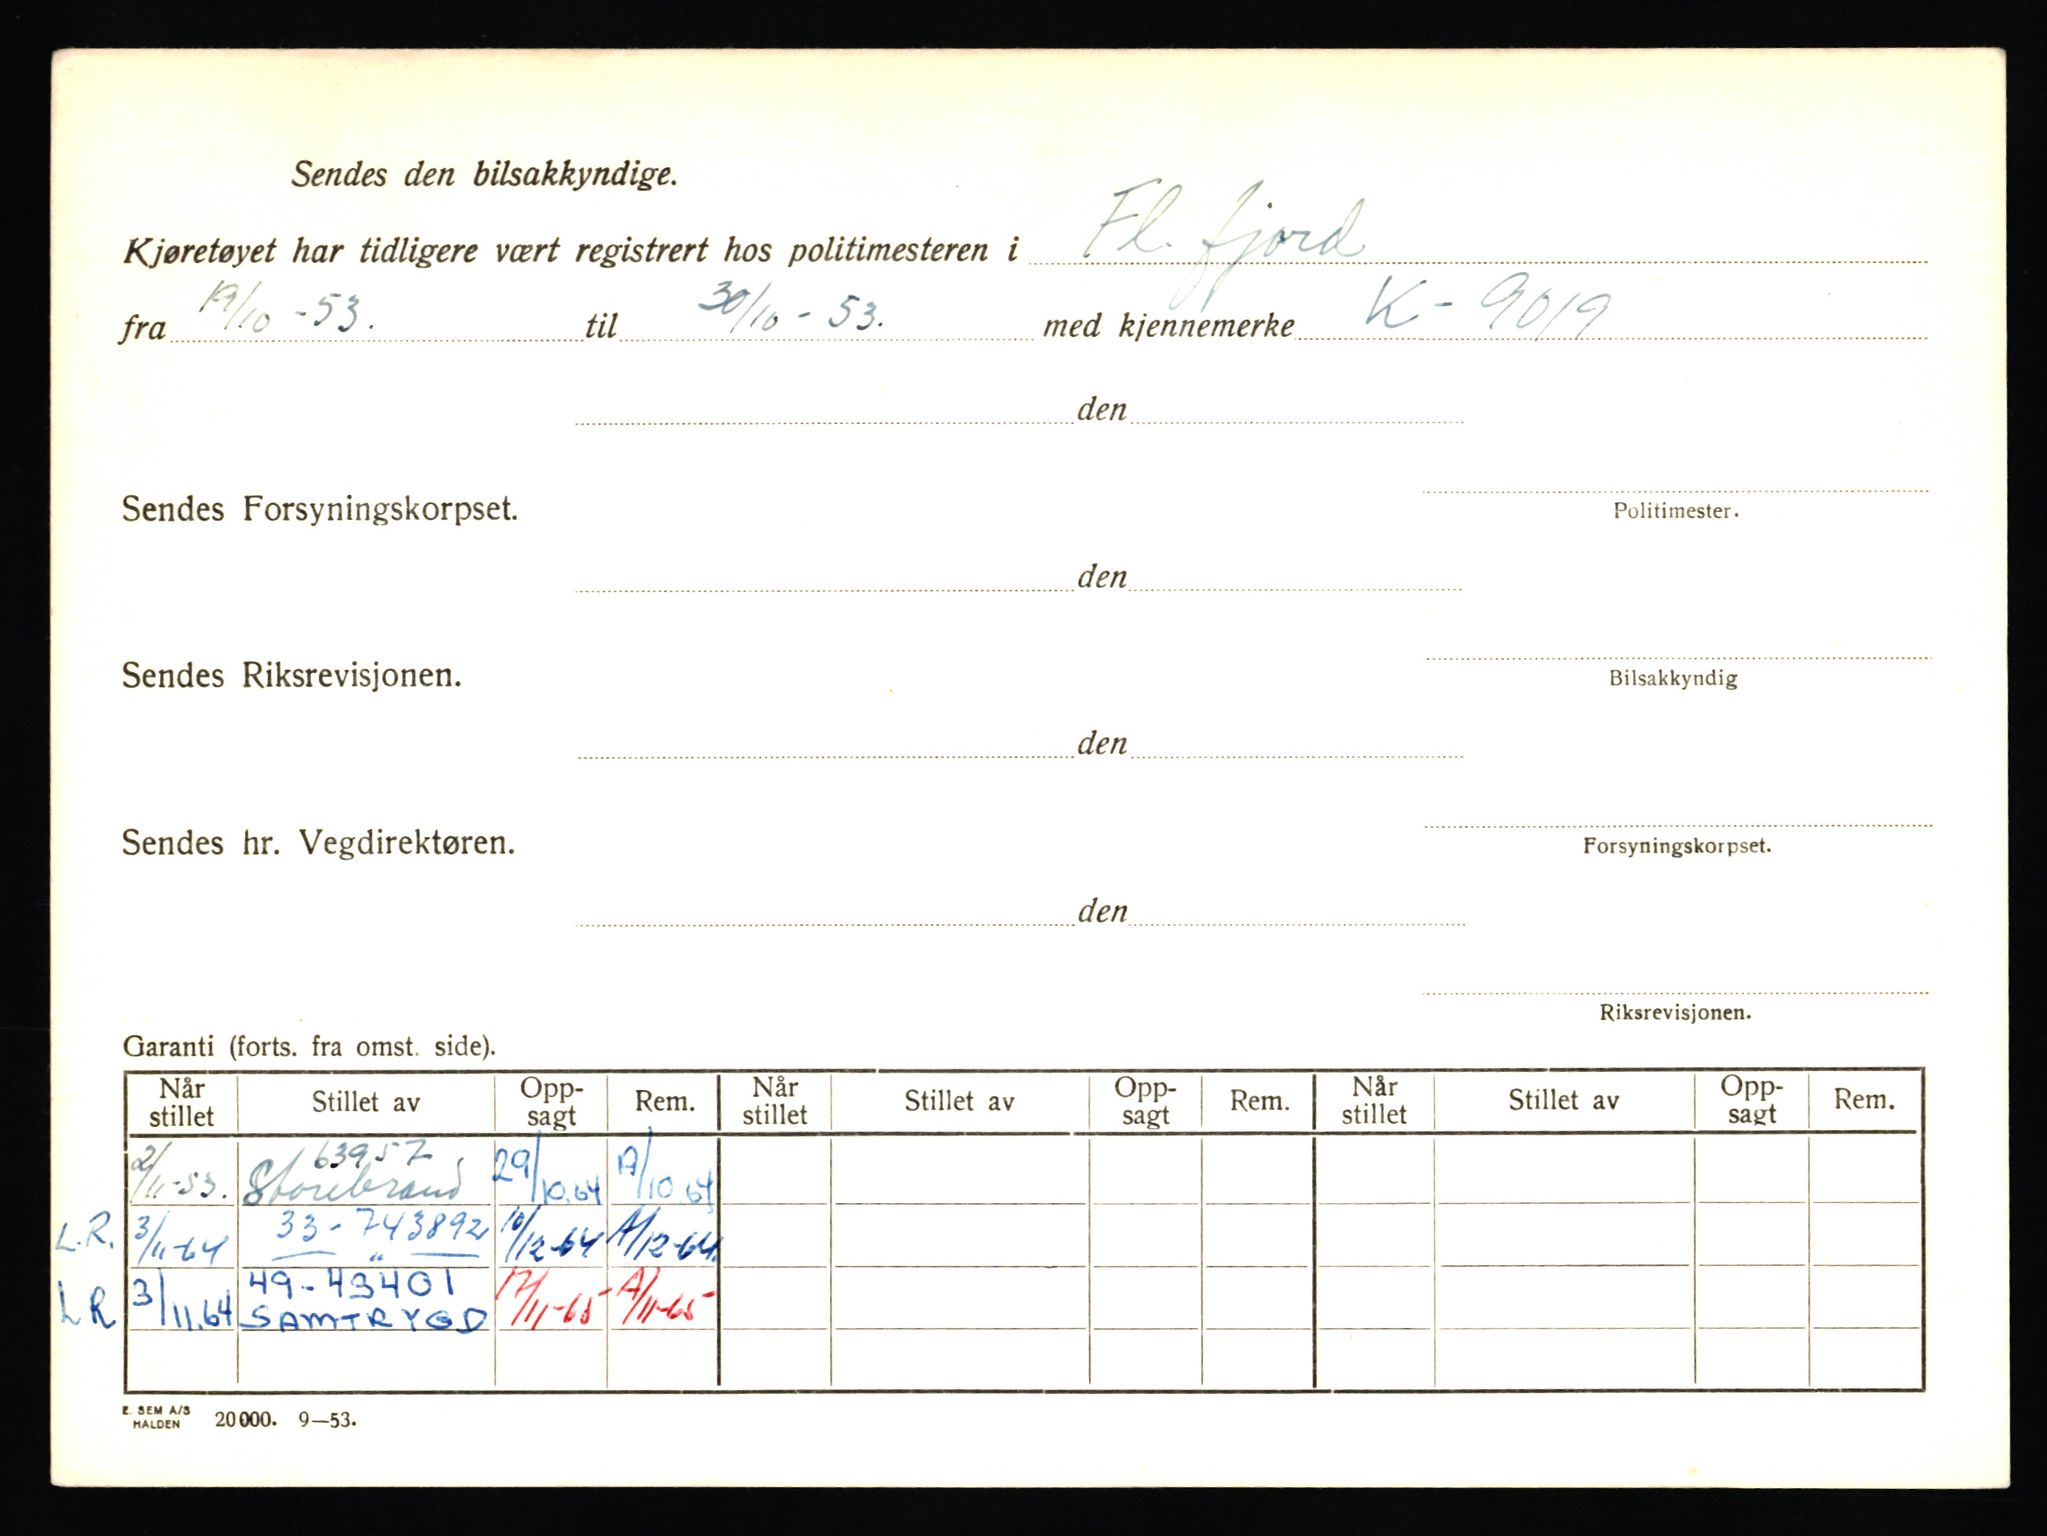 Sendes den bilsakkyndige.
Kjøretøyet har tidligere vært registrert hos politimesteren i Fl. fjord
fra 19/10 - 53. til 30/10 - 53. med kjennemerke K - 9019
den
Politimester.
Sendes Forsyningskorpset.
den
Bilsakkyndig
Sendes Riksrevisjonen.
den
Forsyningskorpset.
Sendes hr. Vegdirektøren.
den
Riksrevisjonen.
Garanti (forts. fra omst. side).
Når stillet Stillet av Opp-sagt Rem. Når stillet Stillet av Opp-sagt Rem. Når stillet Stillet av Opp-sagt Rem.
2/11-53. 63957 Storebrand 29/10.64 /10 64
L.R. 3/11-64 33-743892 " 10/12-64 A/12-64.
LR 3/11.64 49-43401 SAMTRYGD 17/11-65 A/11-65
E. SEM A/S
HALDEN 20000. 9—53.